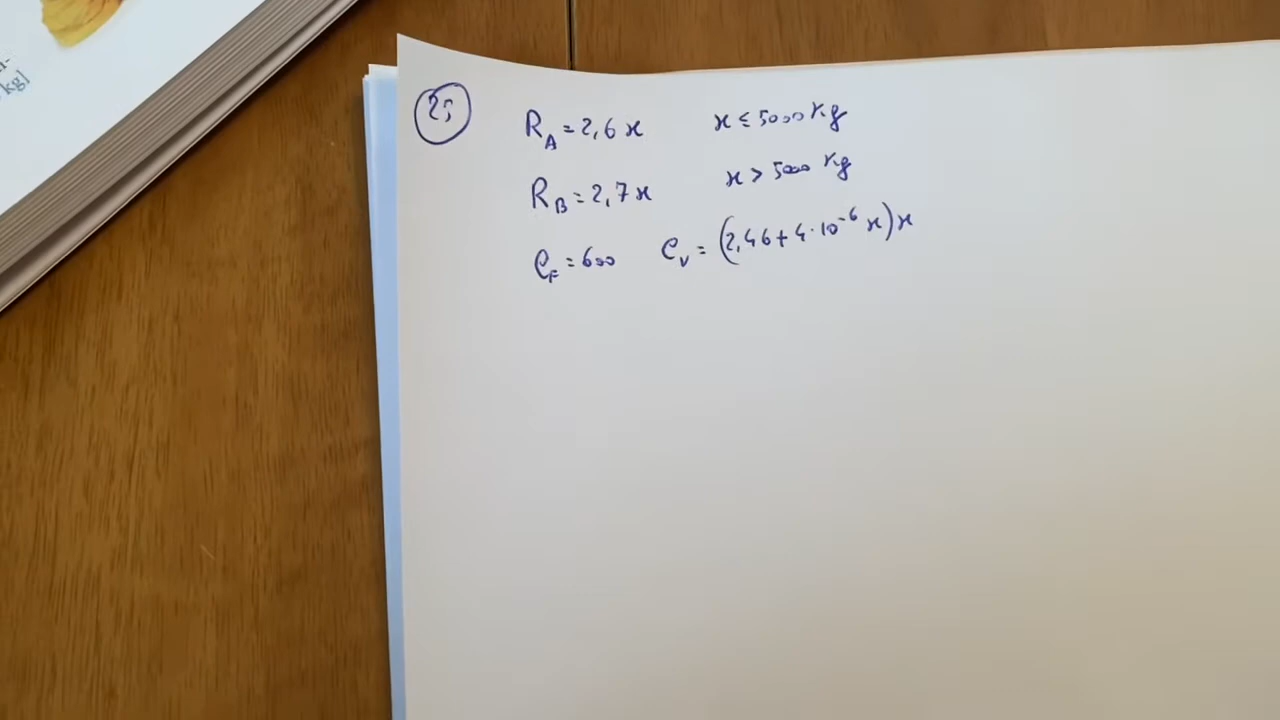 n-
kg]
25
R_A = 2,6 x x ≤ 5000 kg
R_B = 2,7 x x > 5000 kg
C_F = 600 C_V = (2,46 + 4·10^-6 x) x